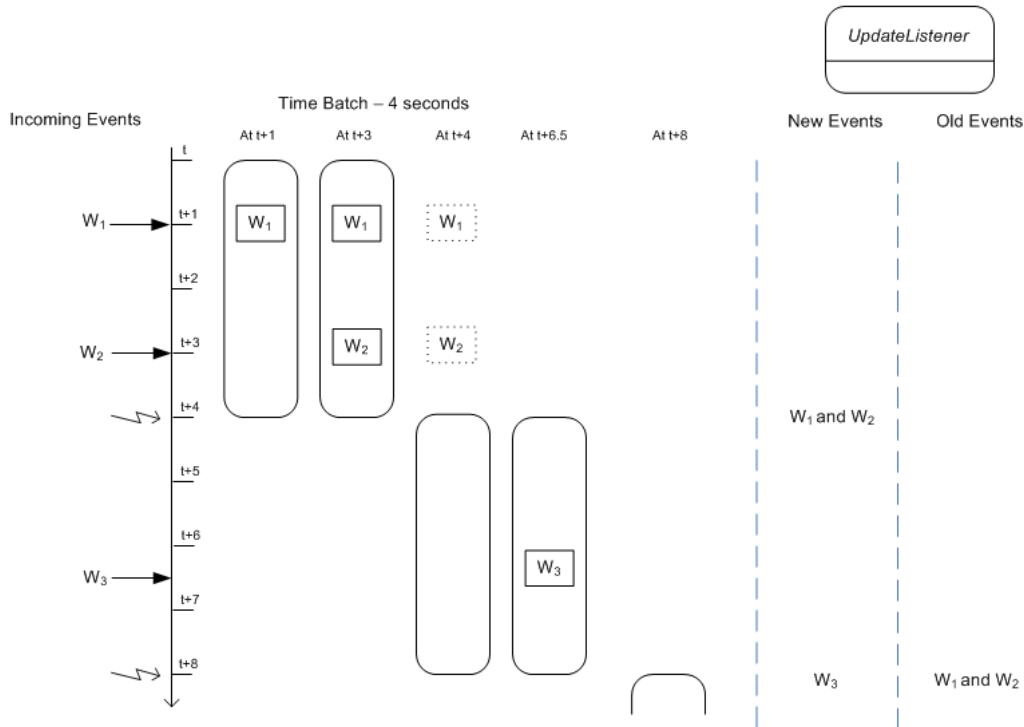 UpdateListener
Time Batch – 4 seconds
Incoming Events
New Events
Old Events
At t+1
At t+3
At t+4
At t+6.5
At t+8
t
W₁
t+1
W₁
W₁
W₁
t+2
W₂
t+3
W₂
W₂
t+4
W₁ and W₂
t+5
t+6
W₃
W₃
t+7
t+8
W₃
W₁ and W₂